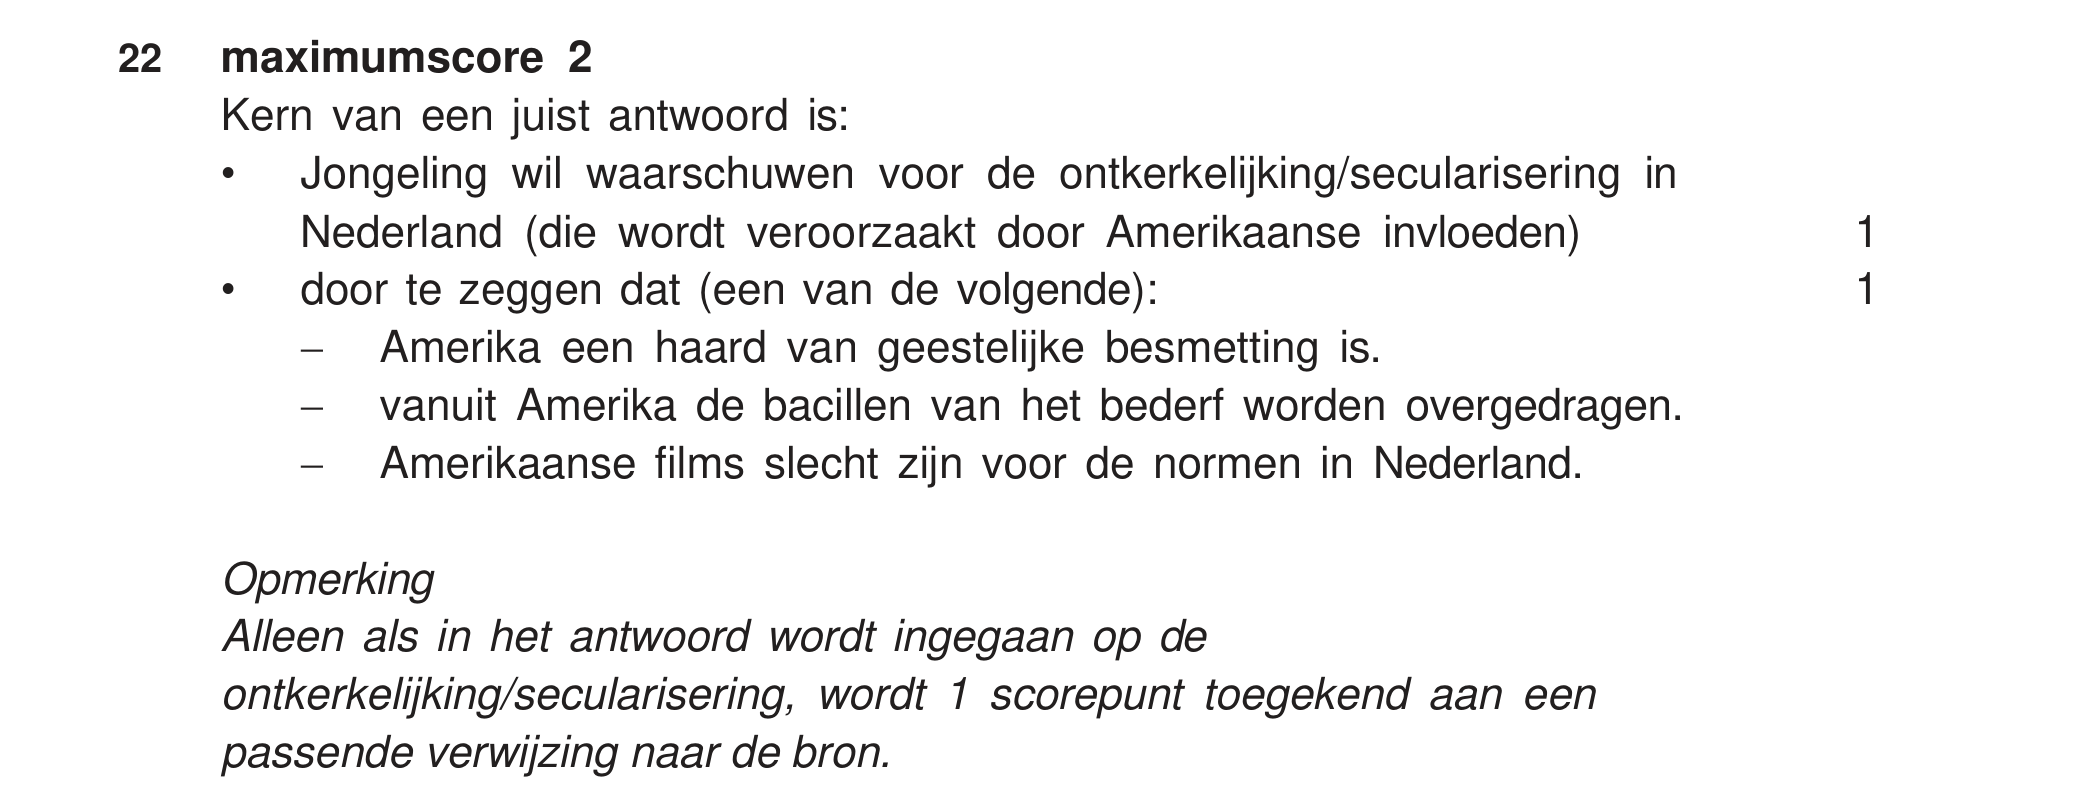 22 maximumscore 2
Kern van een juist antwoord is:
• Jongeling wil waarschuwen voor de ontkerkelijking/secularisering in
Nederland (die wordt veroorzaakt door Amerikaanse invloeden) 1
• door te zeggen dat (een van de volgende): 1
− Amerika een haard van geestelijke besmetting is.
− vanuit Amerika de bacillen van het bederf worden overgedragen.
− Amerikaanse films slecht zijn voor de normen in Nederland.
Opmerking
Alleen als in het antwoord wordt ingegaan op de
ontkerkelijking/secularisering, wordt 1 scorepunt toegekend aan een
passende verwijzing naar de bron.